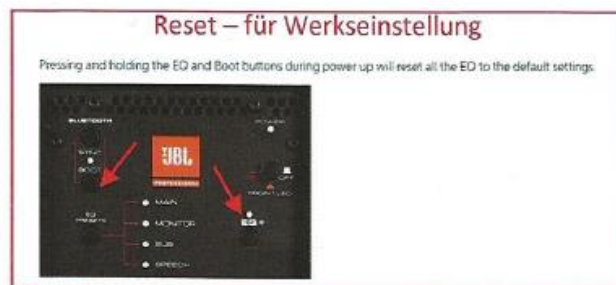 Reset – für Werkseinstellung
Pressing and holding the EQ and Boot buttons during power up will reset all the EQ to the default settings.
BLUETOOTH
POWER
SYNC
BOOT
JBL
PROFESSIONAL
OFF
FRONT LED
EQ
PRESETS
MAIN
MONITOR
SUB
SPEECH